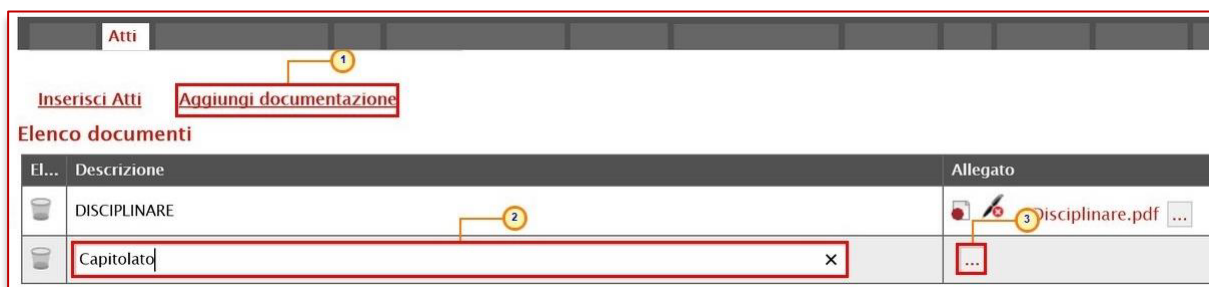 Atti
1
Inserisci Atti Aggiungi documentazione
Elenco documenti
El... Descrizione Allegato
DISCIPLINARE 2 3 Disciplinare.pdf ...
Capitolato × ...